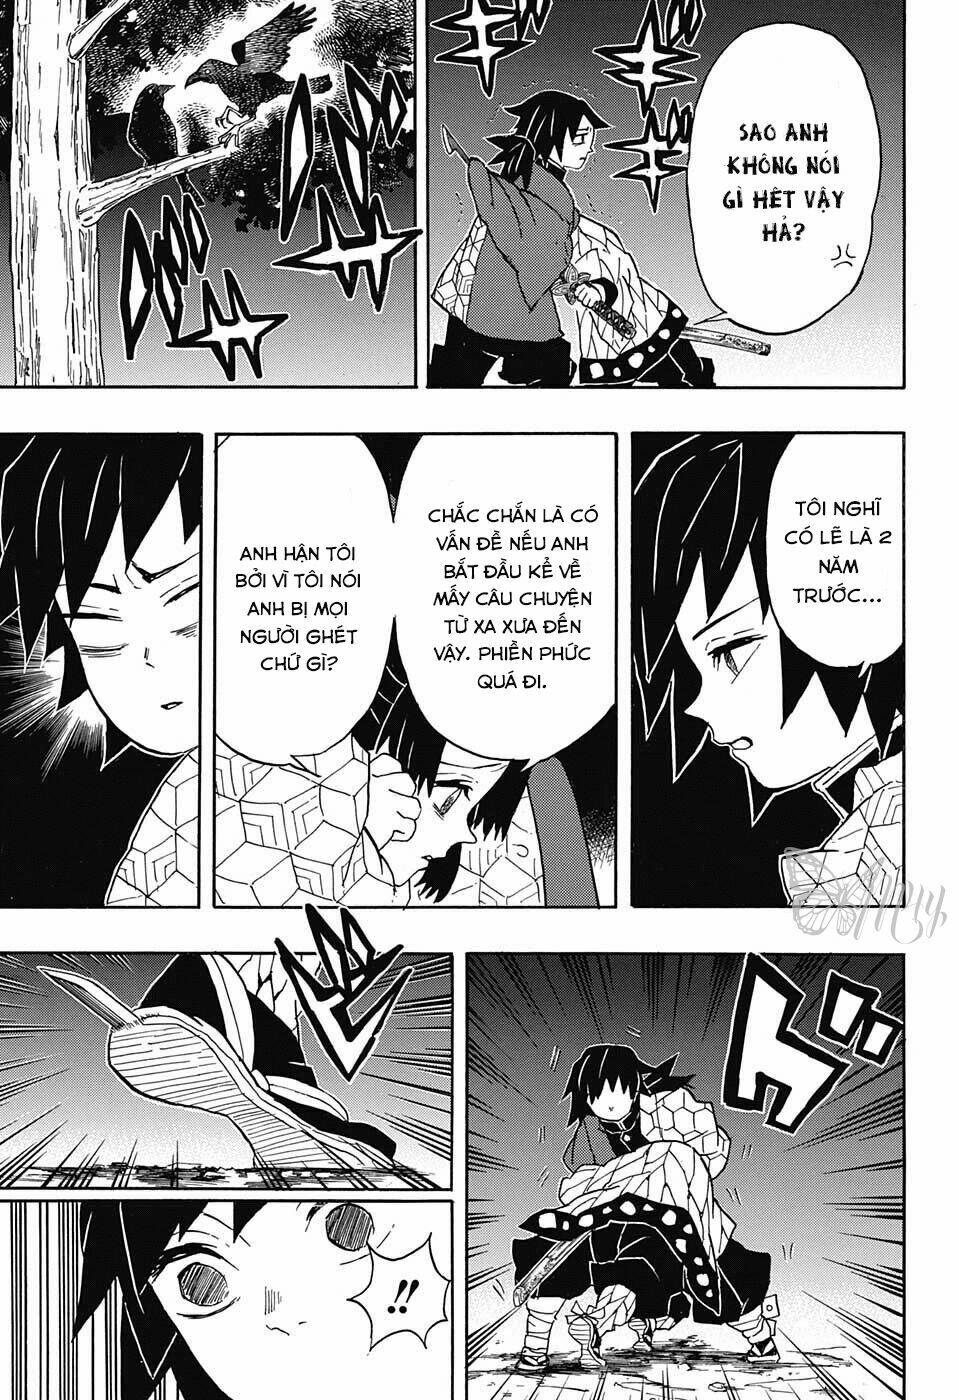 SAO ANH
KHÔNG NÓI
GÌ HẾT VẬY
HẢ?
TÔI NGHĨ
CÓ LẼ LÀ 2
NĂM
TRƯỚC...
CHẮC CHẮN LÀ CÓ
VẤN ĐỀ NẾU ANH
BẮT ĐẦU KỂ VỀ
MẤY CÂU CHUYỆN
TỪ XA XƯA ĐẾN
VẬY. PHIỀN PHỨC
QUÁ ĐI.
ANH HẬN TÔI
BỞI VÌ TÔI NÓI
ANH BỊ MỌI
NGƯỜI GHÉT
CHỨ GÌ?
!!